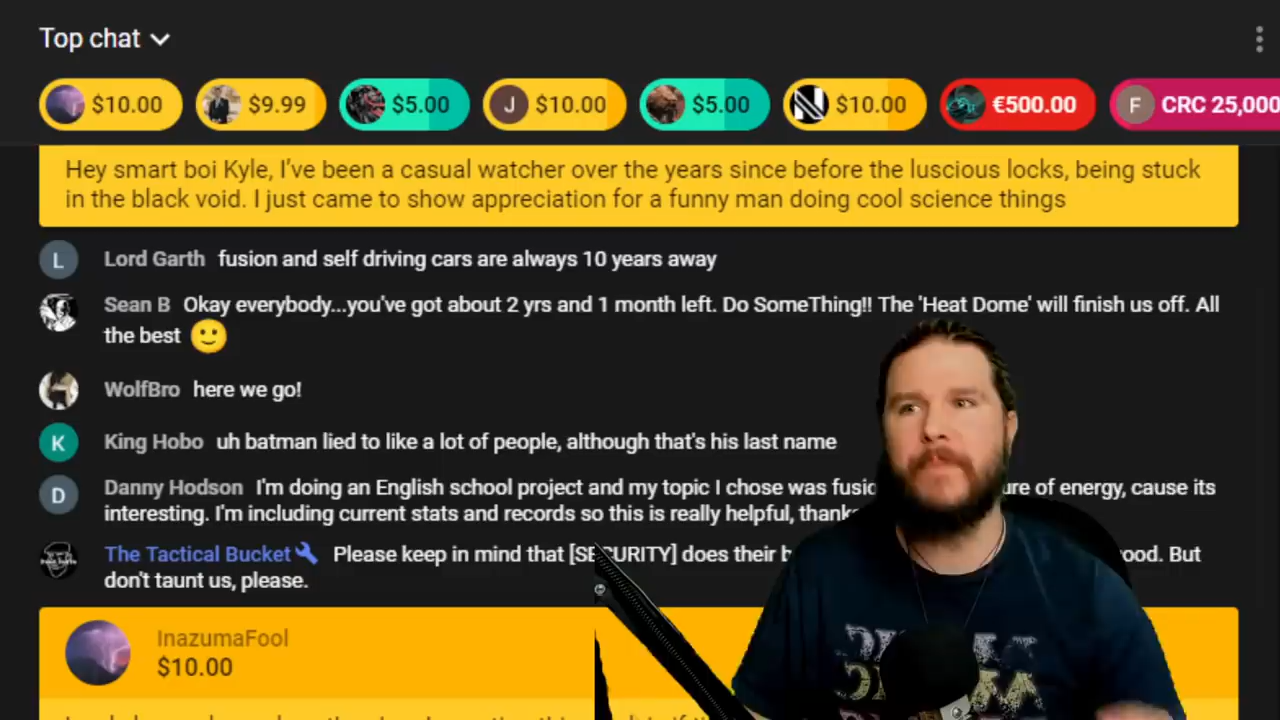 Top chat
$10.00 $9.99 $5.00 J $10.00 $5.00 $10.00 €500.00 F CRC 25,000
Hey smart boi Kyle, I've been a casual watcher over the years since before the luscious locks, being stuck
in the black void. I just came to show appreciation for a funny man doing cool science things
L Lord Garth fusion and self driving cars are always 10 years away
Sean B Okay everybody...you've got about 2 yrs and 1 month left. Do SomeThing!! The 'Heat Dome' will finish us off. All
the best 🙂
WolfBro here we go!
K King Hobo uh batman lied to like a lot of people, although that's his last name
D Danny Hodson I'm doing an English school project and my topic I chose was of energy, cause its
interesting. I'm including current stats and records so this is really helpful,
The Tactical Bucket Please keep in mind that does their But
don't taunt us, please.
InazumaFool
$10.00